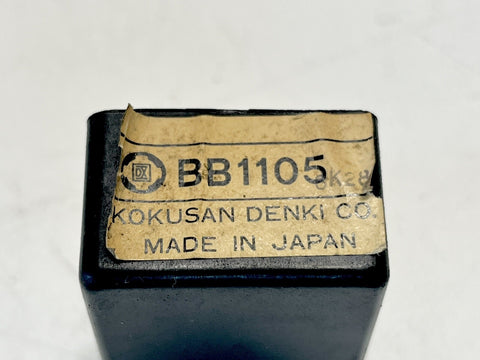 BB1105
KOKUSAN DENKI CO.
MADE IN JAPAN